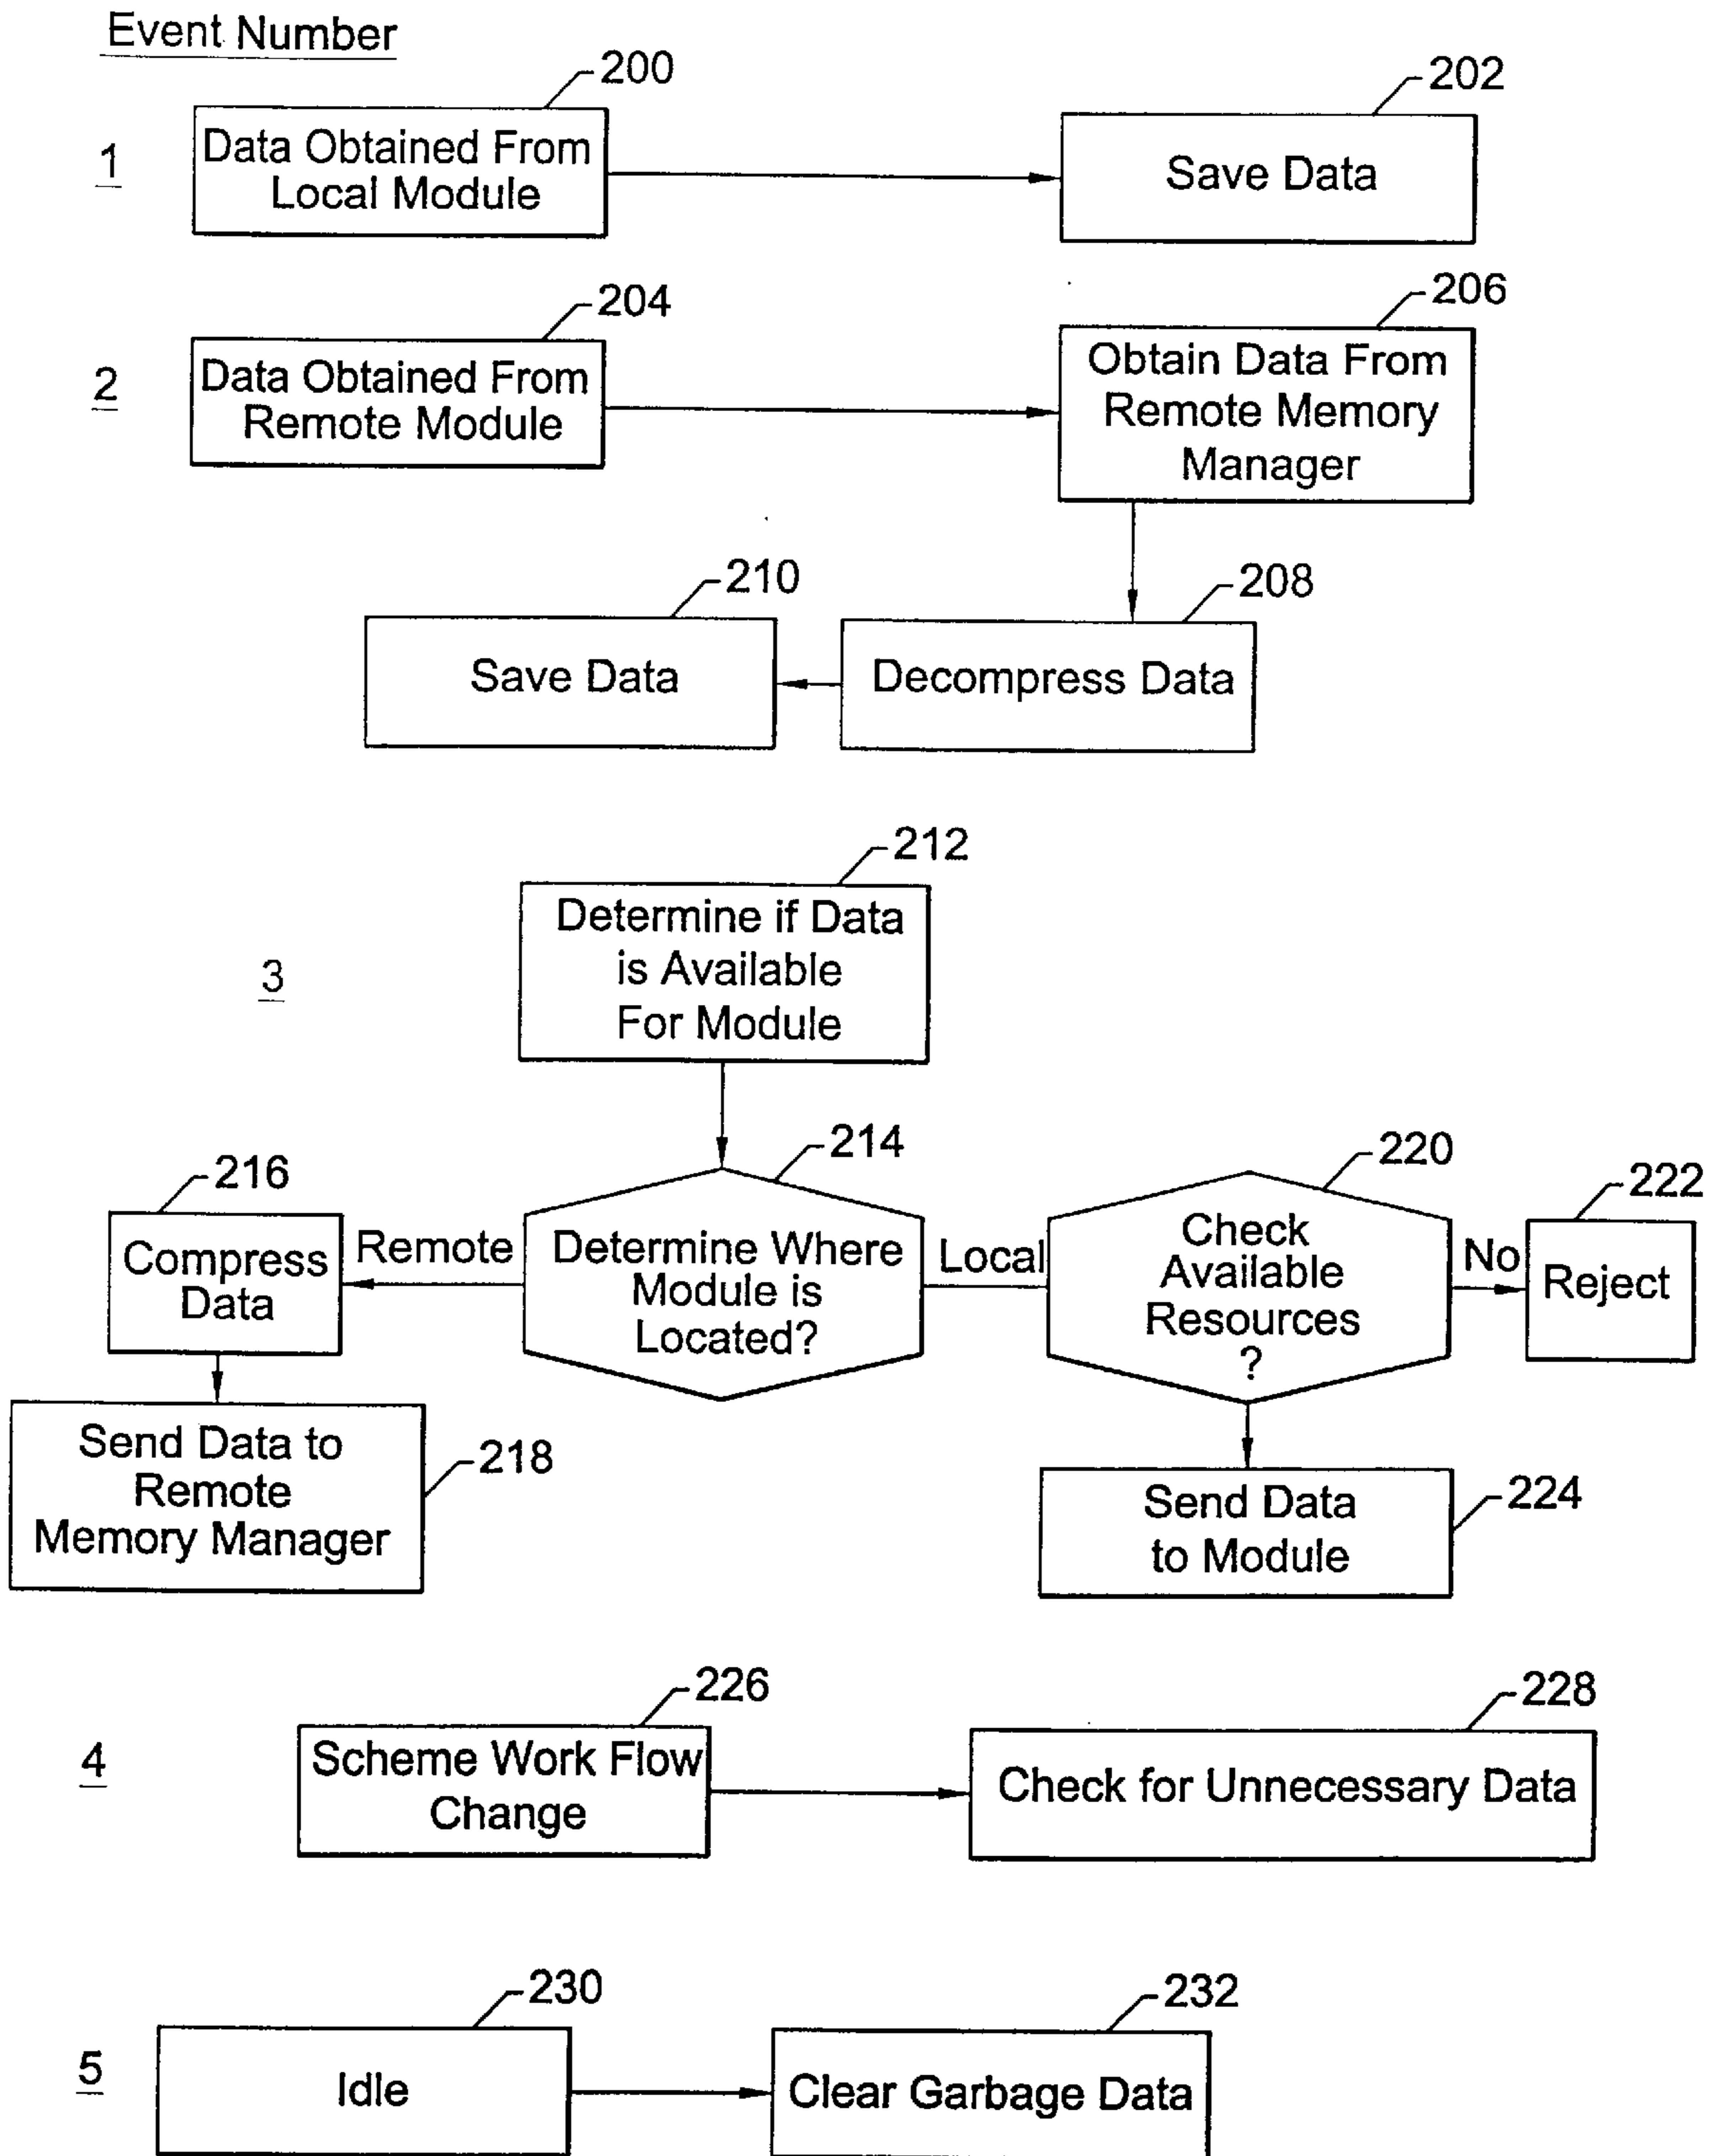 Event Number
200
202
1
Data Obtained From
Local Module
Save Data
204
206
2
Data Obtained From
Remote Module
Obtain Data From
Remote Memory
Manager
210
208
Save Data
Decompress Data
212
3
Determine if Data
is Available
For Module
214
216
220
222
Compress
Data
Remote
Determine Where
Module is
Located?
Local
Check
Available
Resources
?
No
Reject
Send Data to
Remote
Memory Manager
218
Send Data
to Module
224
226
228
4
Scheme Work Flow
Change
Check for Unnecessary Data
230
232
5
Idle
Clear Garbage Data